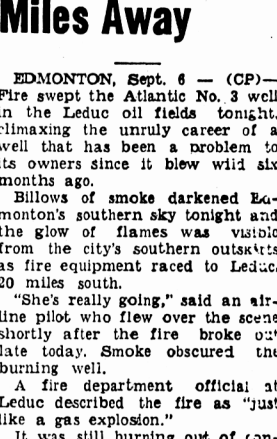 Miles Away
EDMONTON, Sept. 6 — (CP)—
Fire swept the Atlantic No. 3 well
in the Leduc oil fields tonight,
climaxing the unruly career of a
well that has been a problem to
its owners since it blew wild six
months ago.
Billows of smoke darkened Ed-
monton's southern sky tonight and
the glow of flames was visible
from the city's southern outskirts
as fire equipment raced to Leduc,
20 miles south.
"She's really going," said an air-
line pilot who flew over the scene
shortly after the fire broke out
late today. Smoke obscured the
burning well.
A fire department official at
Leduc described the fire as "just
like a gas explosion."
It was still burning out of con-